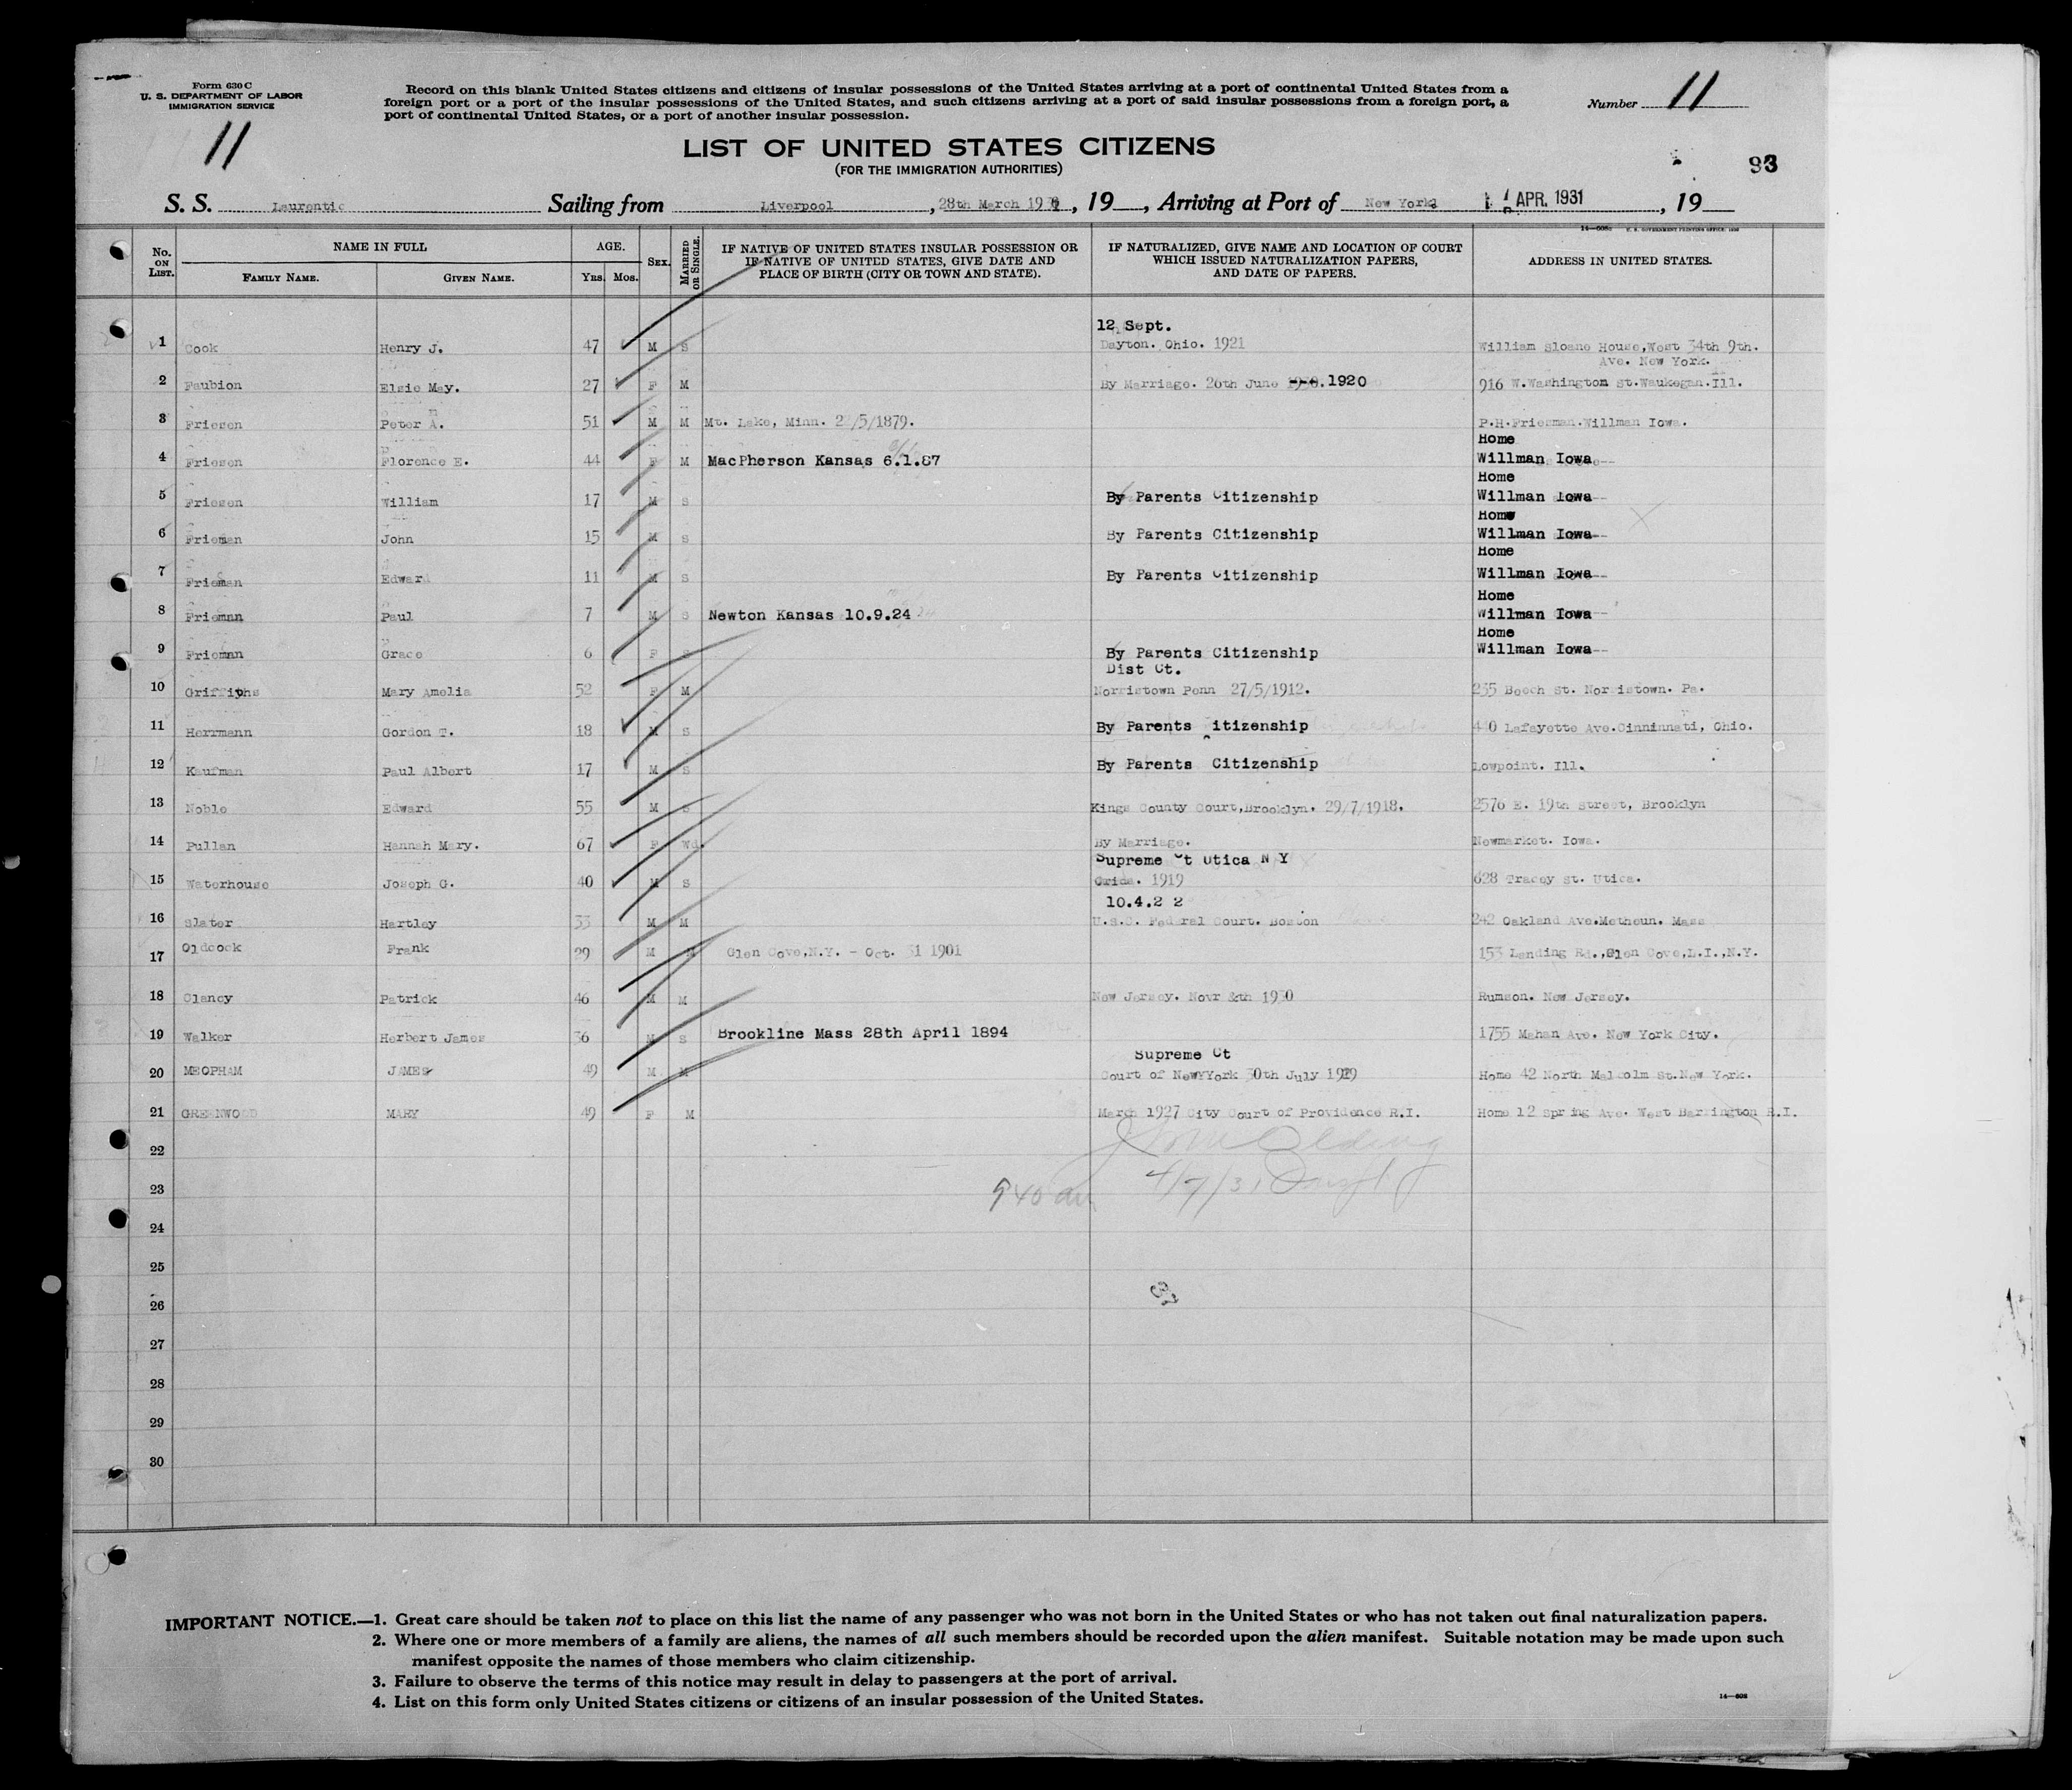 Form 630 C
U. S. DEPARTMENT OF LABOR
IMMIGRATION SERVICE
11
Record on this blank United States citizens and citizens of insular possessions of the United States arriving at a port of continental United States from a
foreign port or a port of the insular possessions of the United States, and such citizens arriving at a port of said insular possessions from a foreign port, a
port of continental United States, or a port of another insular possession.
Number 11
LIST OF UNITED STATES CITIZENS
(FOR THE IMMIGRATION AUTHORITIES)
93
S. S. Laurentic Sailing from Liverpool, 28th March 1931, 19__, Arriving at Port of New York APR. 1931, 19__
No. ON LIST.
NAME IN FULL
FAMILY NAME.
GIVEN NAME.
AGE.
YRS. MOS.
SEX.
MARRIED OR SINGLE.
IF NATIVE OF UNITED STATES INSULAR POSSESSION OR
IF NATIVE OF UNITED STATES, GIVE DATE AND
PLACE OF BIRTH (CITY OR TOWN AND STATE).
IF NATURALIZED, GIVE NAME AND LOCATION OF COURT
WHICH ISSUED NATURALIZATION PAPERS,
AND DATE OF PAPERS.
ADDRESS IN UNITED STATES.
12 Sept.
1 Cook Henry J. 47 M S Dayton. Ohio. 1921 William Sloane House, West 34th 9th.
Ave. New York.
2 Faubion Elsie May. 27 F M By Marriage. 26th June 1920 916 W.Washington St.Waukegan.Ill.
3 Friesen Peter A. 51 M M Mt. Lake, Minn. 2/5/1879. P.H.Friesman.Willman Iowa.
Home
4 Friesen Florence E. 44 F M MacPherson Kansas 6.1.87 Willman Iowa
Home
5 Friesen William 17 M S By Parents Citizenship Willman Iowa
Home
6 Frieman John 15 M S By Parents Citizenship Willman Iowa
Home
7 Frieman Edward 11 M S By Parents Citizenship Willman Iowa
Home
8 Frieman Paul 7 M S Newton Kansas 10.9.24 Willman Iowa
Home
9 Frieman Grace 6 F S By Parents Citizenship Willman Iowa
Dist Ct.
10 Griffiths Mary Amelia 52 F M Norristown Penn 27/5/1912. 235 Beech St. Norristown. Pa.
11 Herrmann Gordon T. 18 M S By Parents itizenship 440 Lafayette Ave.Cinninnati, Ohio.
12 Kaufman Paul Albert 17 M S By Parents Citizenship Lowpoint. Ill.
13 Noble Edward 55 M S Kings County Court,Brooklyn. 29/7/1918. 2576 E. 19th Street, Brooklyn
14 Pullan Hannah Mary. 67 F Wd. By Marriage. Newmarket. Iowa.
Supreme Ct Utica N Y
15 Waterhouse Joseph G. 40 M S 1919 628 Tracey St. Utica.
10.4.2 2
16 Slater Hartley 33 M M U.S.C. Federal Court. Boston 242 Oakland Ave.Metheun. Mass
17 Oldcock Frank 29 M M Glen Cove,N.Y. - Oct. 31 1901 153 Landing Rd.,Glen Cove,L.I.,N.Y.
18 Clancy Patrick 46 M M New Jersey. Novr &th 1930 Rumson. New Jersey.
19 Walker Herbert James 36 M S Brookline Mass 28th April 1894 1755 Mahan Ave. New York City.
Supreme Ct
20 MEOPHAM JAMES 49 M M Court of NewYYork 30th July 1929 Home 42 North Malcolm St.New York.
21 GREENWOOD MARY 49 F M March 1927 City Court of Providence R.I. Home 12 Spring Ave. West Barrington R.I.
22
23 940 am 4/7/31
24
25
26
27
28
29
30
IMPORTANT NOTICE.—1. Great care should be taken not to place on this list the name of any passenger who was not born in the United States or who has not taken out final naturalization papers.
2. Where one or more members of a family are aliens, the names of all such members should be recorded upon the alien manifest. Suitable notation may be made upon such
manifest opposite the names of those members who claim citizenship.
3. Failure to observe the terms of this notice may result in delay to passengers at the port of arrival.
4. List on this form only United States citizens or citizens of an insular possession of the United States.
14—608